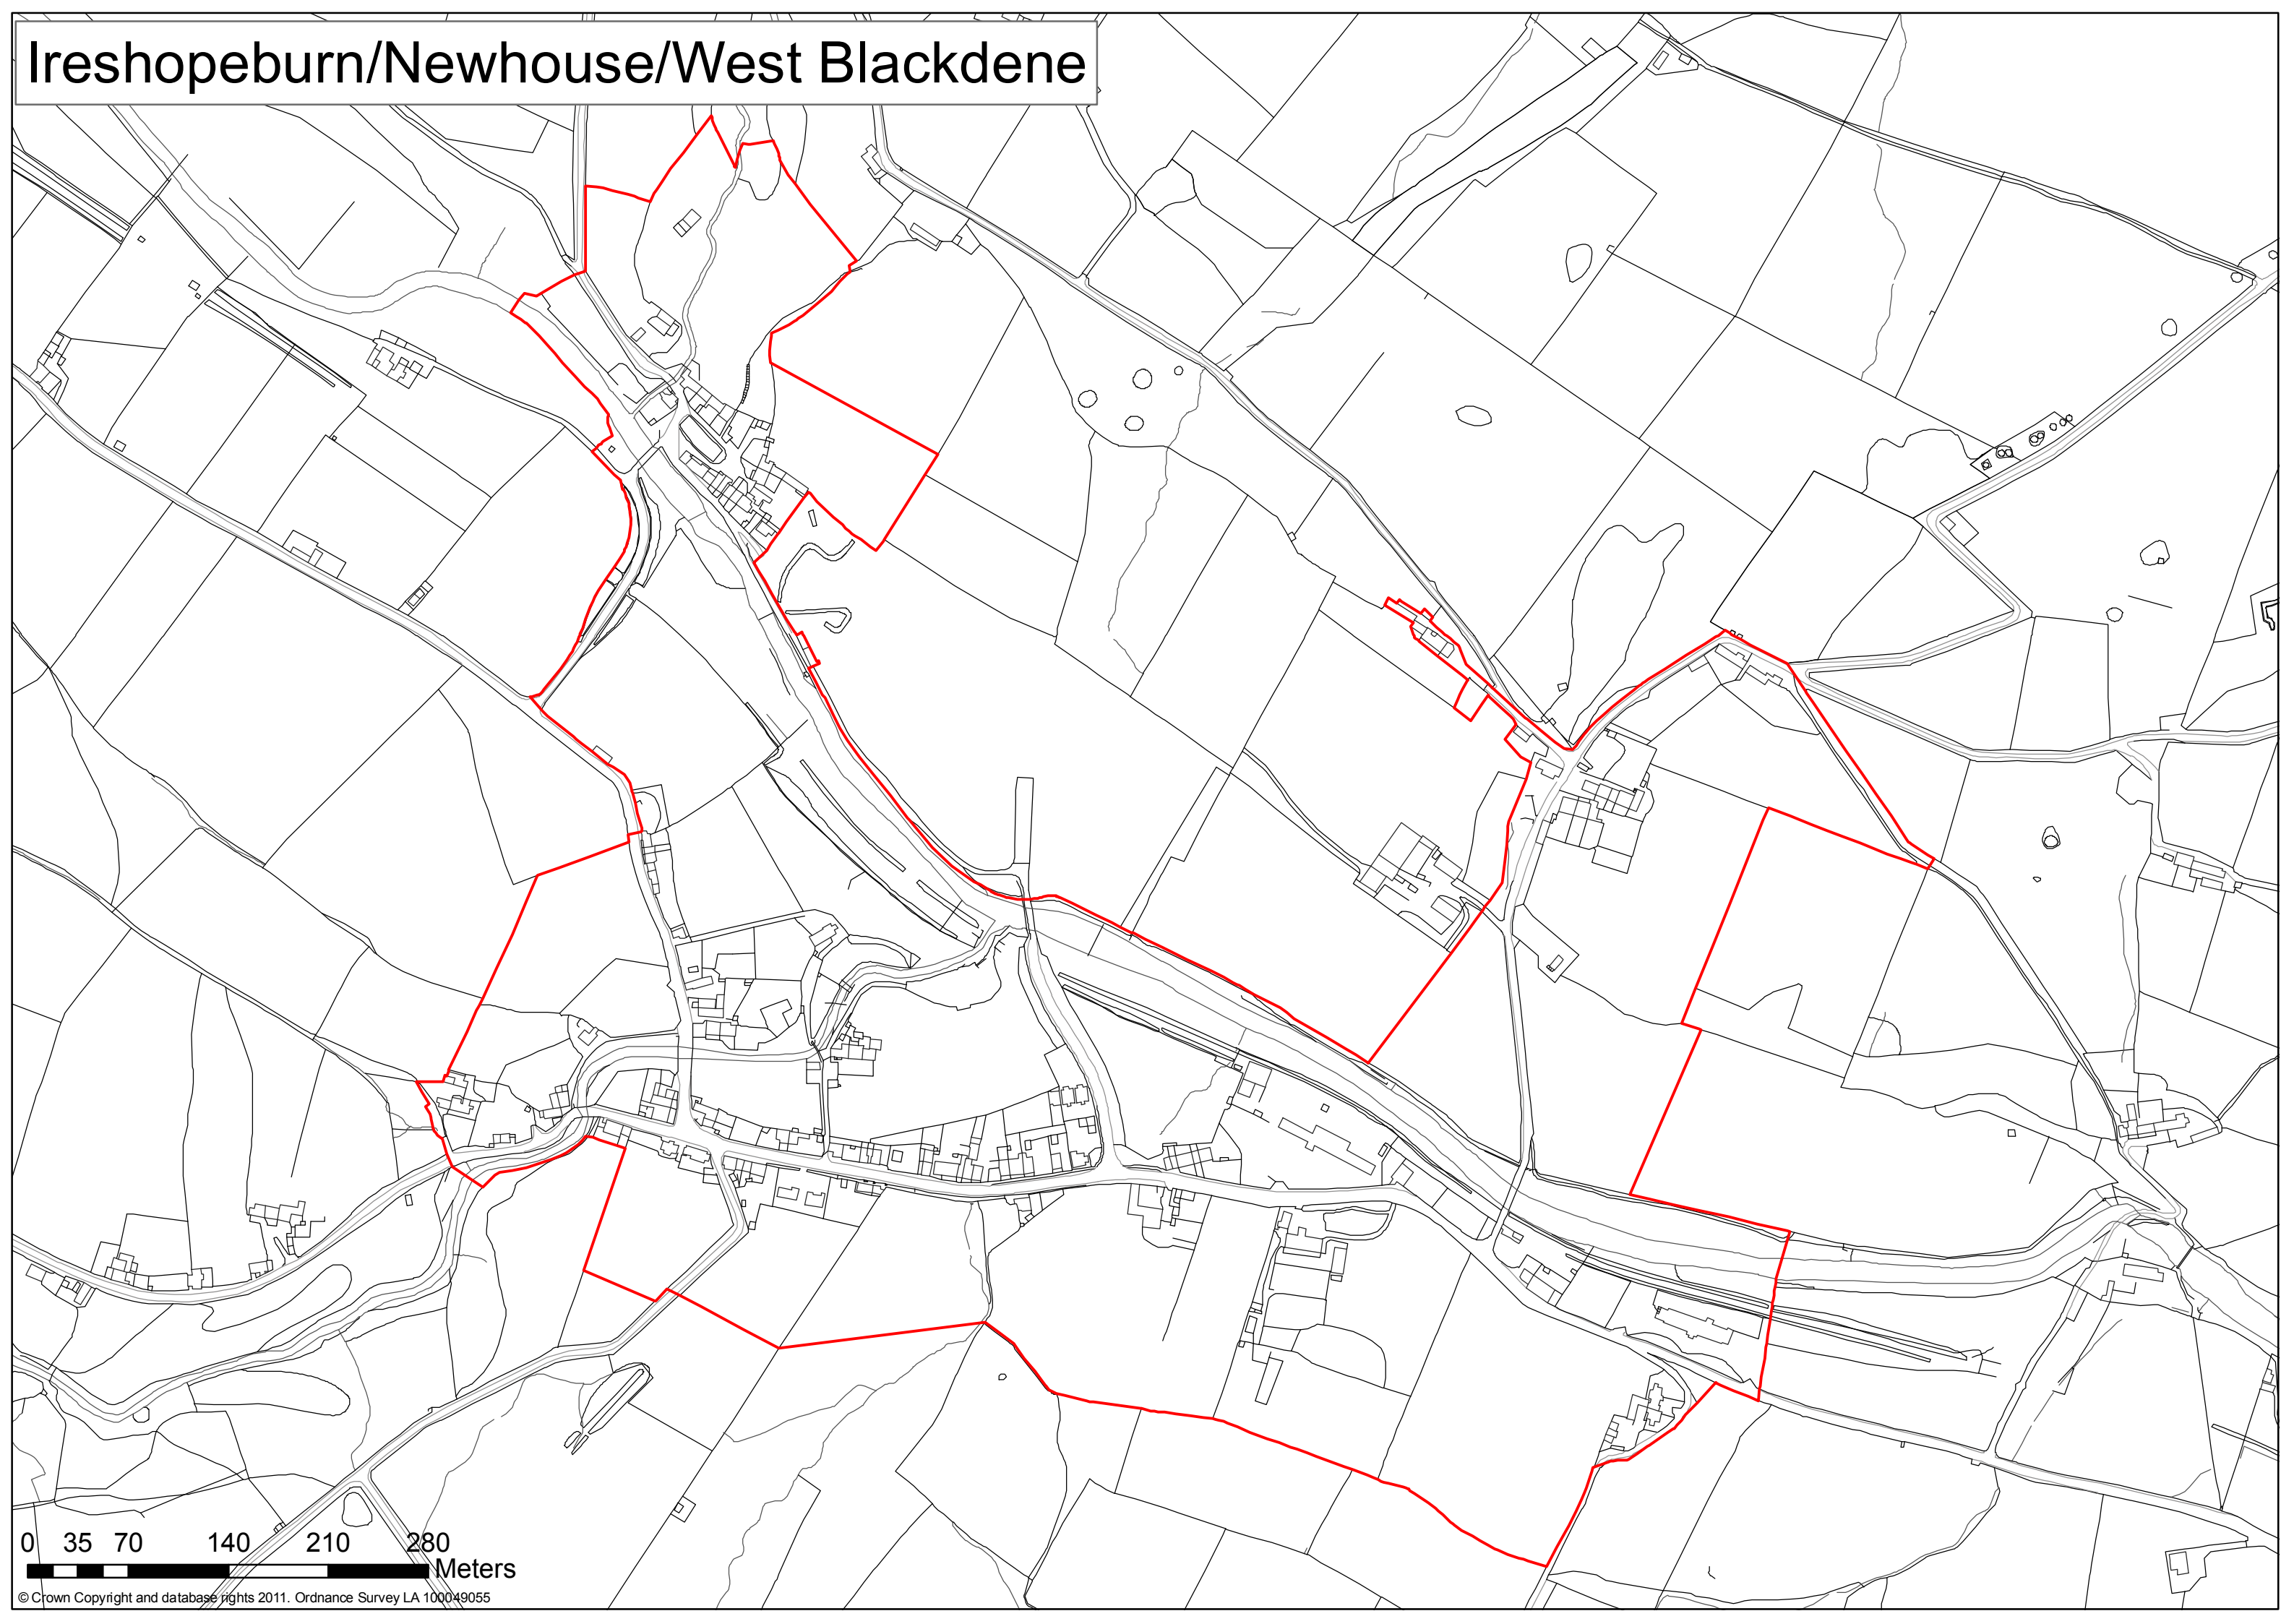 Ireshopeburn/Newhouse/West Blackdene
0 35 70 140 210 280
Meters
© Crown Copyright and database rights 2011. Ordnance Survey LA 100049055